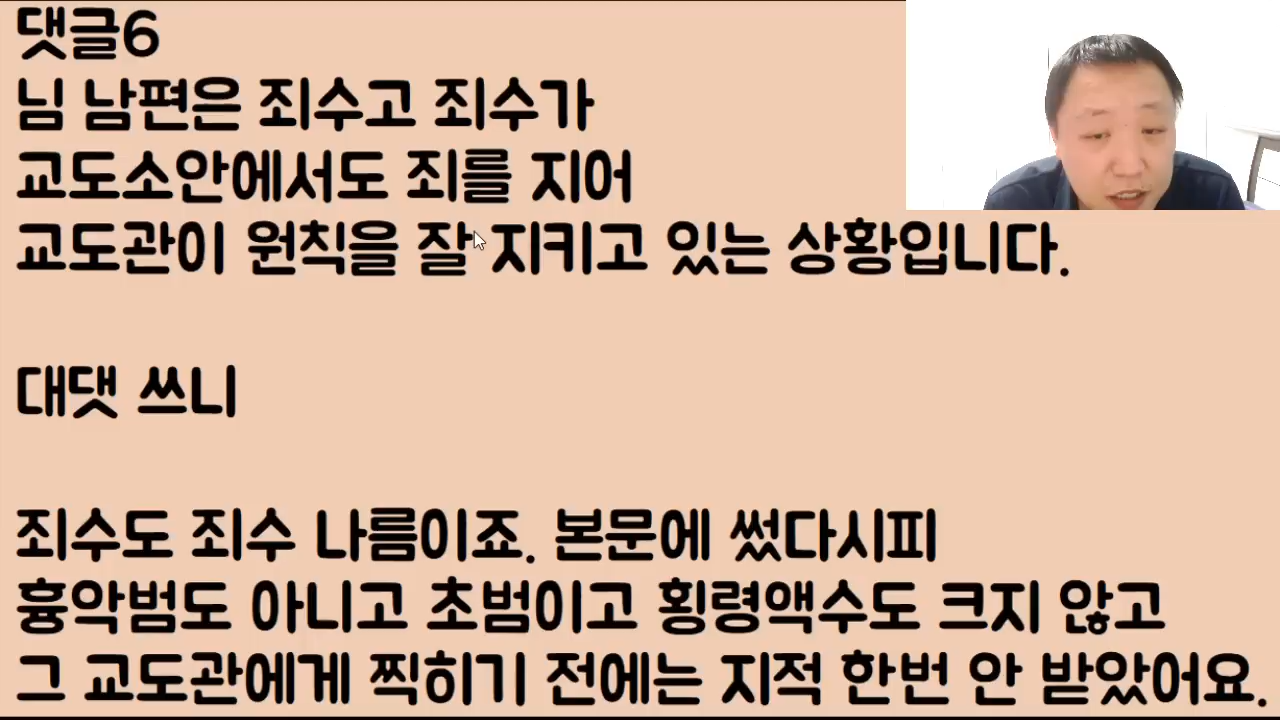 댓글6
님 남편은 죄수고 죄수가
교도소안에서도 죄를 지어
교도관이 원칙을 잘 지키고 있는 상황입니다.
대댓 쓰니
죄수도 죄수 나름이죠. 본문에 썼다시피
흉악범도 아니고 초범이고 횡령액수도 크지 않고
그 교도관에게 찍히기 전에는 지적 한번 안 받았어요.